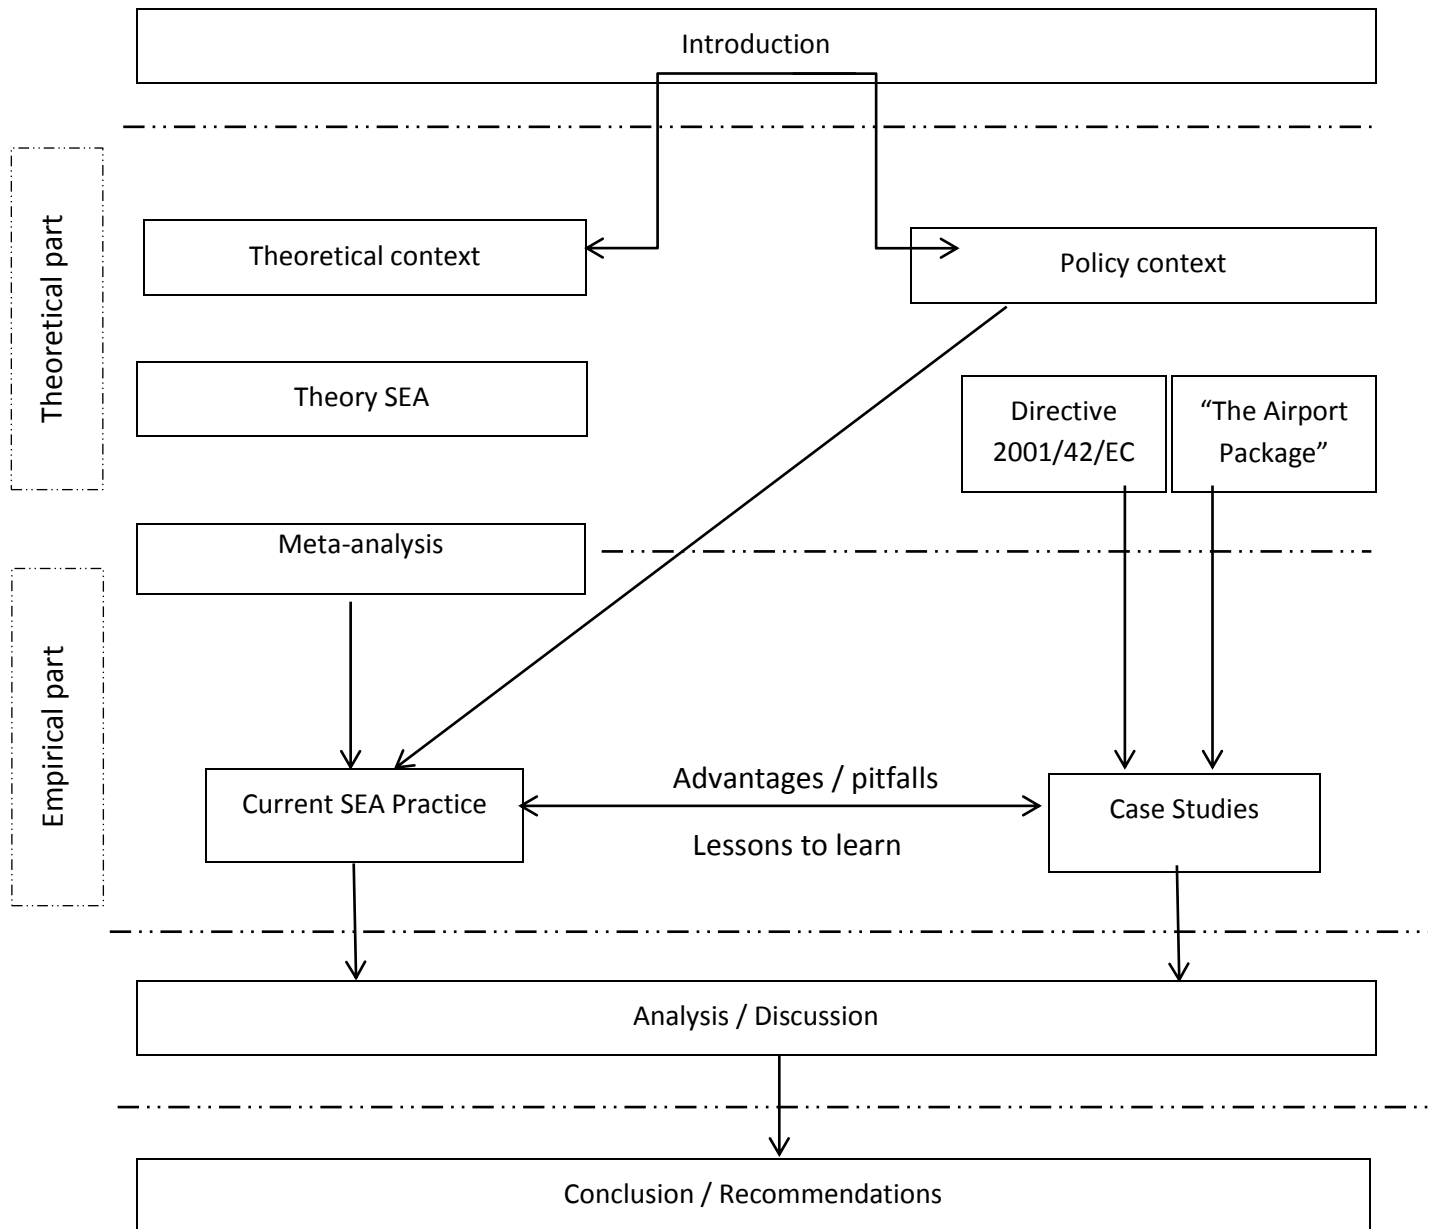 Introduction
Theoretical part
Theoretical context
Policy context
Theory SEA
Directive
2001/42/EC
“The Airport
Package”
Meta-analysis
Empirical part
Current SEA Practice
Advantages / pitfalls
Lessons to learn
Case Studies
Analysis / Discussion
Conclusion / Recommendations